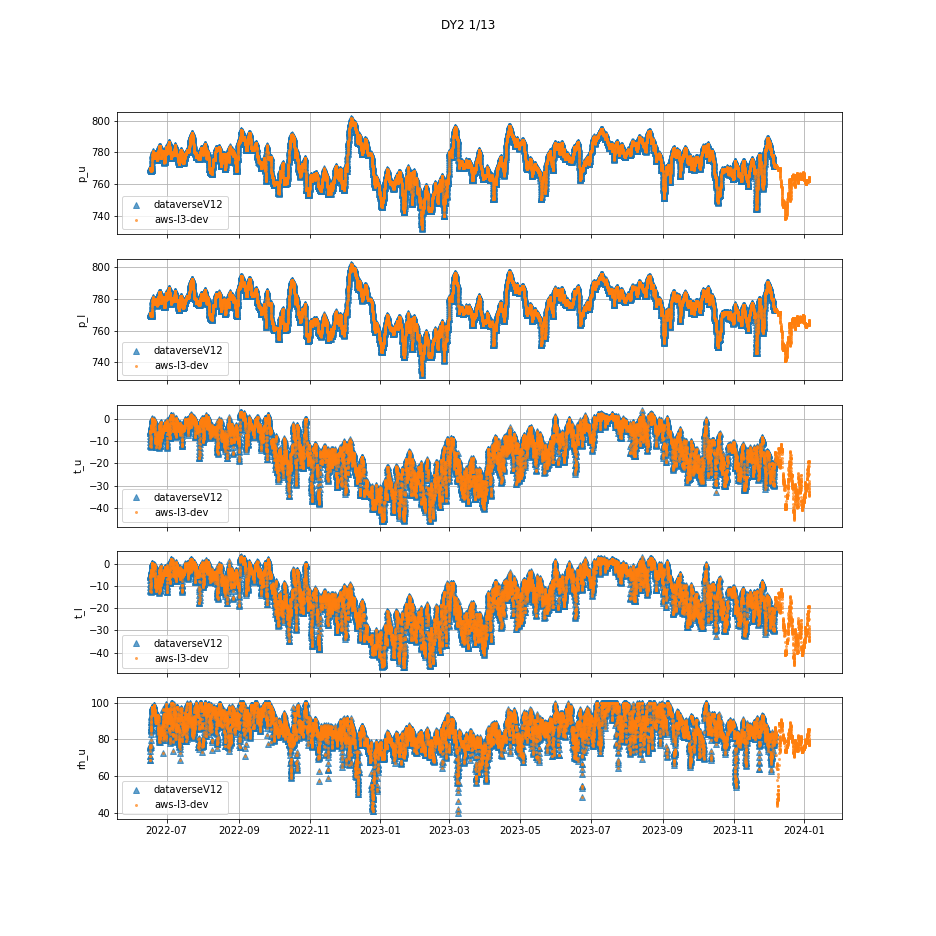 DY2 1/13
800
780
760
740
p_u
dataverseV12
aws-l3-dev
800
780
760
740
p_l
dataverseV12
aws-l3-dev
0
−10
−20
−30
−40
t_u
dataverseV12
aws-l3-dev
0
−10
−20
−30
−40
t_l
dataverseV12
aws-l3-dev
100
80
60
40
rh_u
dataverseV12
aws-l3-dev
2022-07 2022-09 2022-11 2023-01 2023-03 2023-05 2023-07 2023-09 2023-11 2024-01